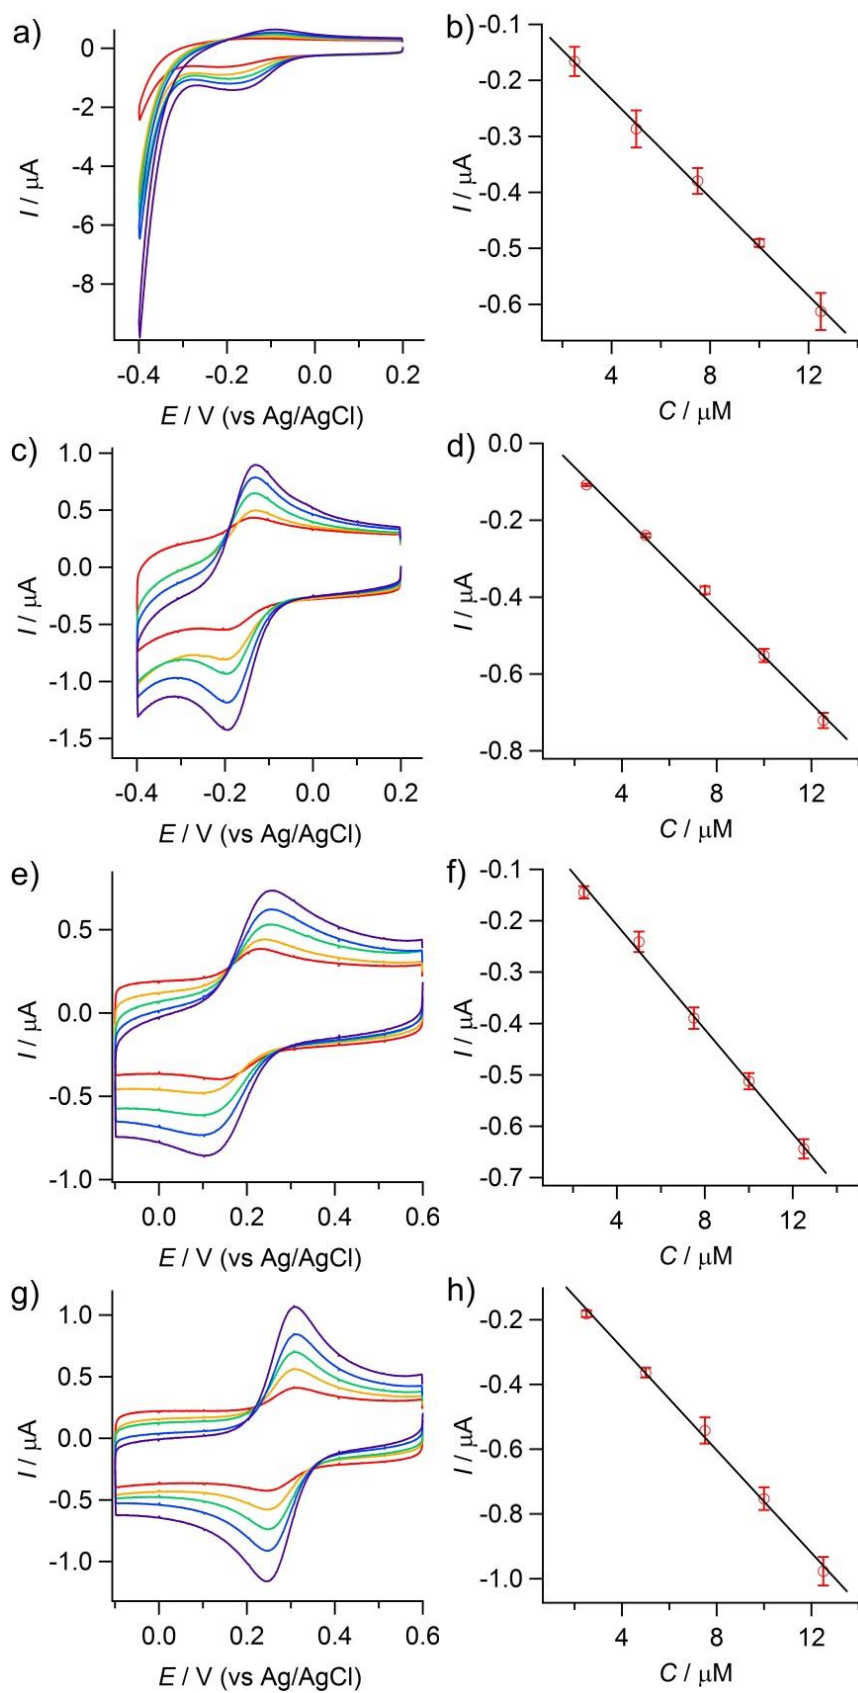 a)
0
-2
-4
-6
-8
I / μA
-0.4 -0.2 0.0 0.2
E / V (vs Ag/AgCl)
b)
-0.1
-0.2
-0.3
-0.4
-0.5
-0.6
I / μA
4 8 12
C / μM
c)
1.0
0.5
0.0
-0.5
-1.0
-1.5
I / μA
-0.4 -0.2 0.0 0.2
E / V (vs Ag/AgCl)
d)
0.0
-0.2
-0.4
-0.6
-0.8
I / μA
4 8 12
C / μM
e)
0.5
0.0
-0.5
-1.0
I / μA
0.0 0.2 0.4 0.6
E / V (vs Ag/AgCl)
f)
-0.1
-0.2
-0.3
-0.4
-0.5
-0.6
-0.7
I / μA
4 8 12
C / μM
g)
1.0
0.5
0.0
-0.5
-1.0
I / μA
0.0 0.2 0.4 0.6
E / V (vs Ag/AgCl)
h)
-0.2
-0.4
-0.6
-0.8
-1.0
I / μA
4 8 12
C / μM